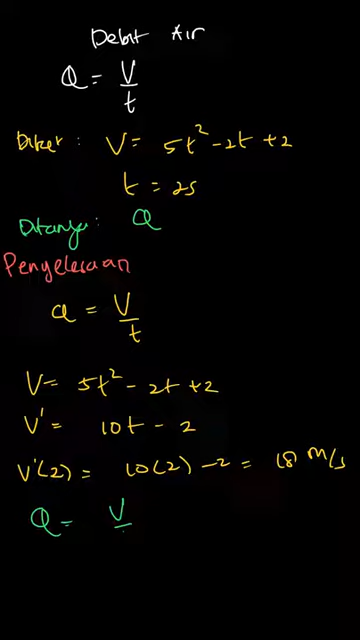 Debit Air
Q = V/t
Diket : V = 5t² - 2t + 2
t = 2s
Ditanya : Q
Penyelesaian
Q = V/t
V = 5t² - 2t + 2
V' = 10t - 2
V'(2) = 10(2) - 2 = 18 m/s
Q = V/